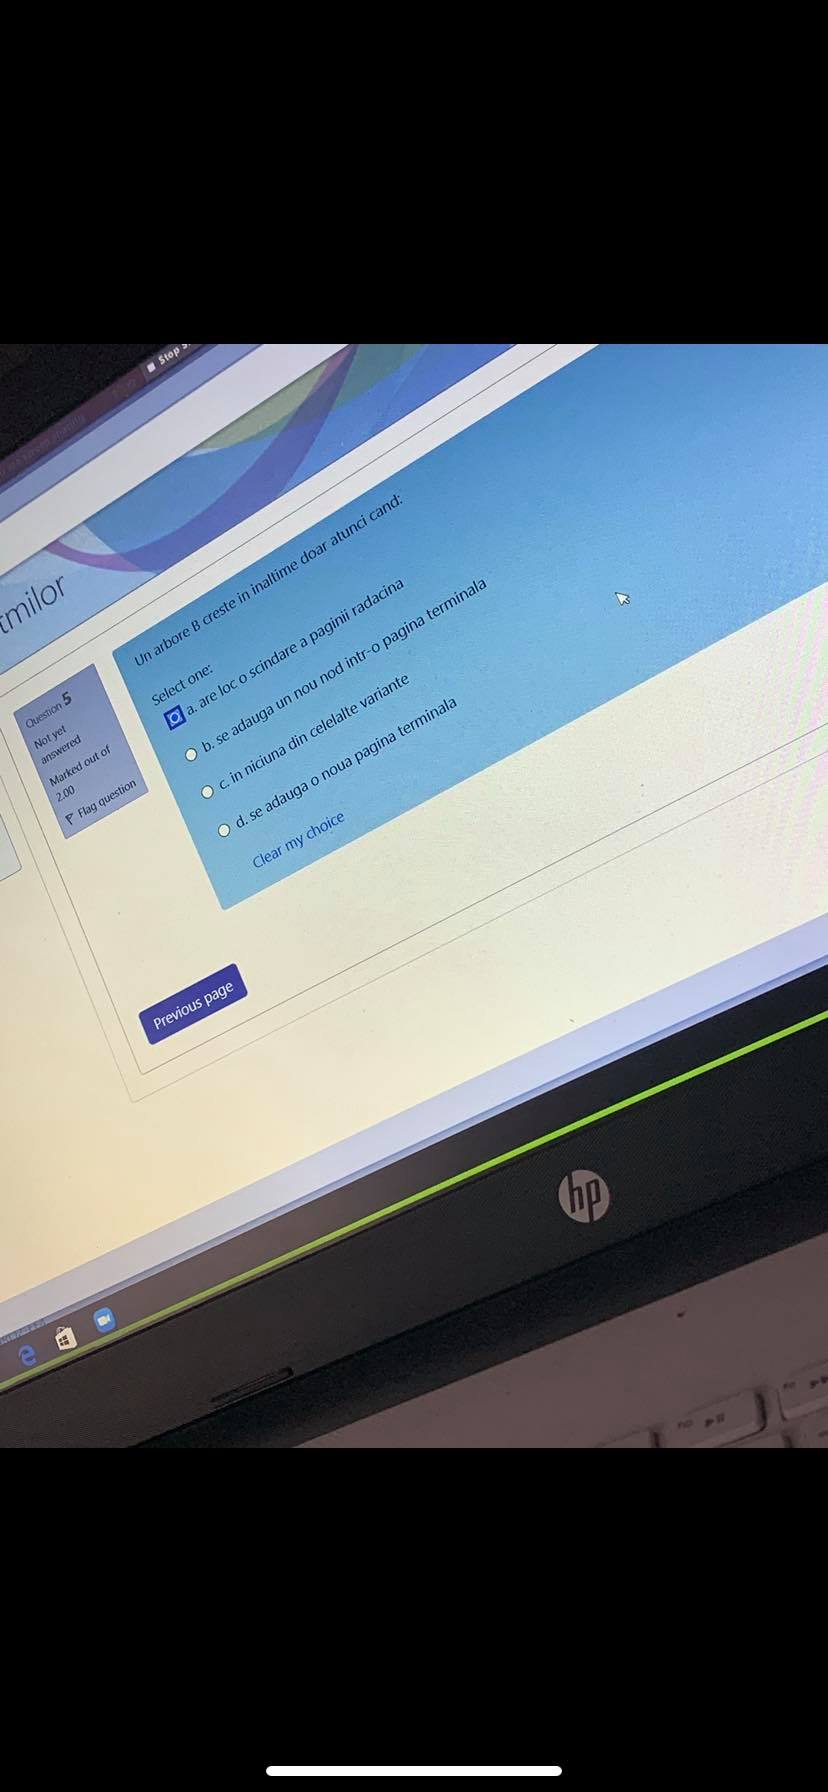 Stop
tmilor
Question 5
Not yet
answered
Marked out of
2.00
Flag question
Un arbore B creste in inaltime doar atunci cand:
Select one:
a. are loc o scindare a paginii radacina
b. se adauga un nou nod intr-o pagina terminala
c. in niciuna din celelalte variante
d. se adauga o noua pagina terminala
Clear my choice
Previous page
hp